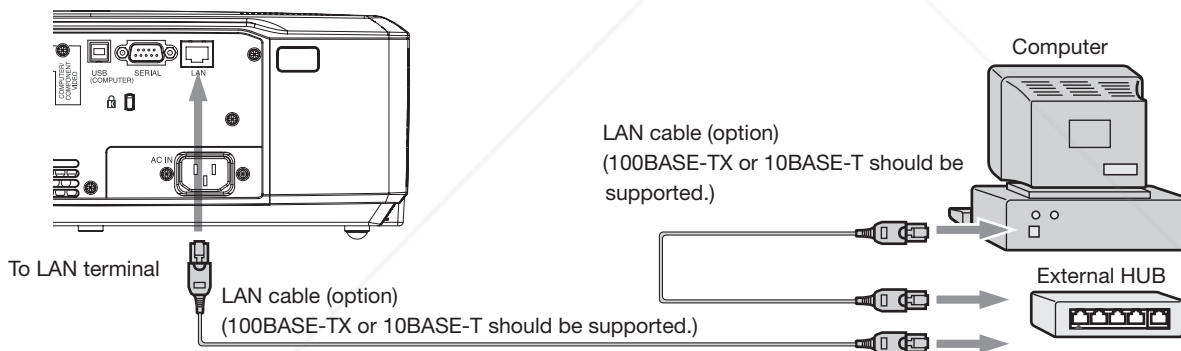 COMPUTER/
COMPONENT
VIDEO
USB
(COMPUTER)
SERIAL
LAN
AC IN
To LAN terminal
LAN cable (option)
(100BASE-TX or 10BASE-T should be supported.)
LAN cable (option)
(100BASE-TX or 10BASE-T should be
supported.)
Computer
External HUB